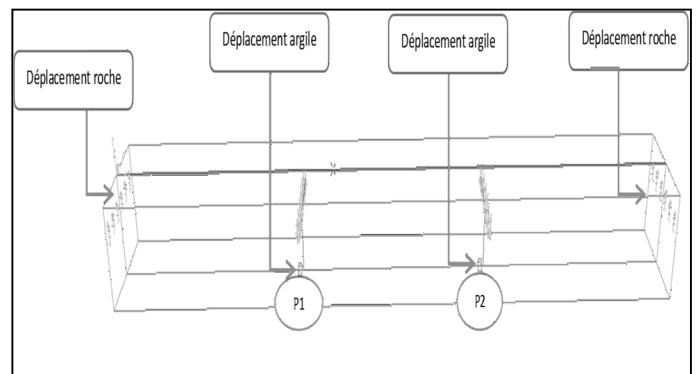 Déplacement roche
Déplacement argile
Déplacement argile
Déplacement roche
P1
P2